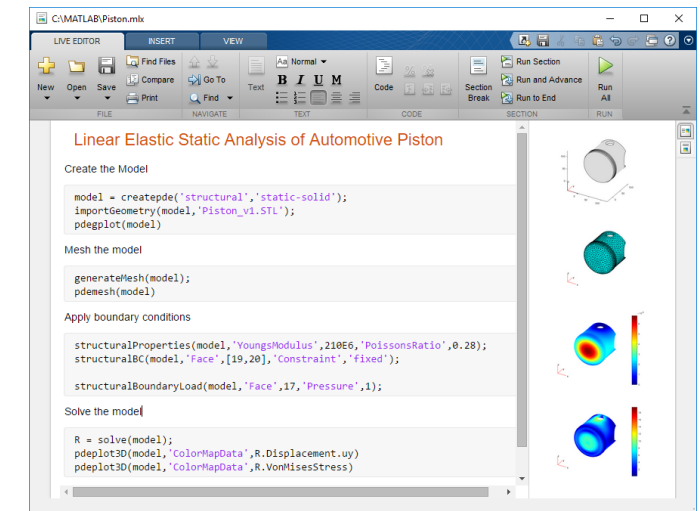 C:\MATLAB\Piston.mlx
LIVE EDITOR INSERT VIEW
New
Open
Save
Find Files
Compare
Print
FILE
Go To
Find
NAVIGATE
Text
Aa Normal
B I U M
TEXT
Code
CODE
Section
Break
Run Section
Run and Advance
Run to End
SECTION
Run
All
RUN
Linear Elastic Static Analysis of Automotive Piston
Create the Model
model = createpde('structural','static-solid');
importGeometry(model,'Piston_v1.STL');
pdegplot(model)
Mesh the model
generateMesh(model);
pdemesh(model)
Apply boundary conditions
structuralProperties(model,'YoungsModulus',210E6,'PoissonsRatio',0.28);
structuralBC(model,'Face',[19,20],'Constraint','fixed');
structuralBoundaryLoad(model,'Face',17,'Pressure',1);
Solve the model
R = solve(model);
pdeplot3D(model,'ColorMapData',R.Displacement.uy)
pdeplot3D(model,'ColorMapData',R.VonMisesStress)